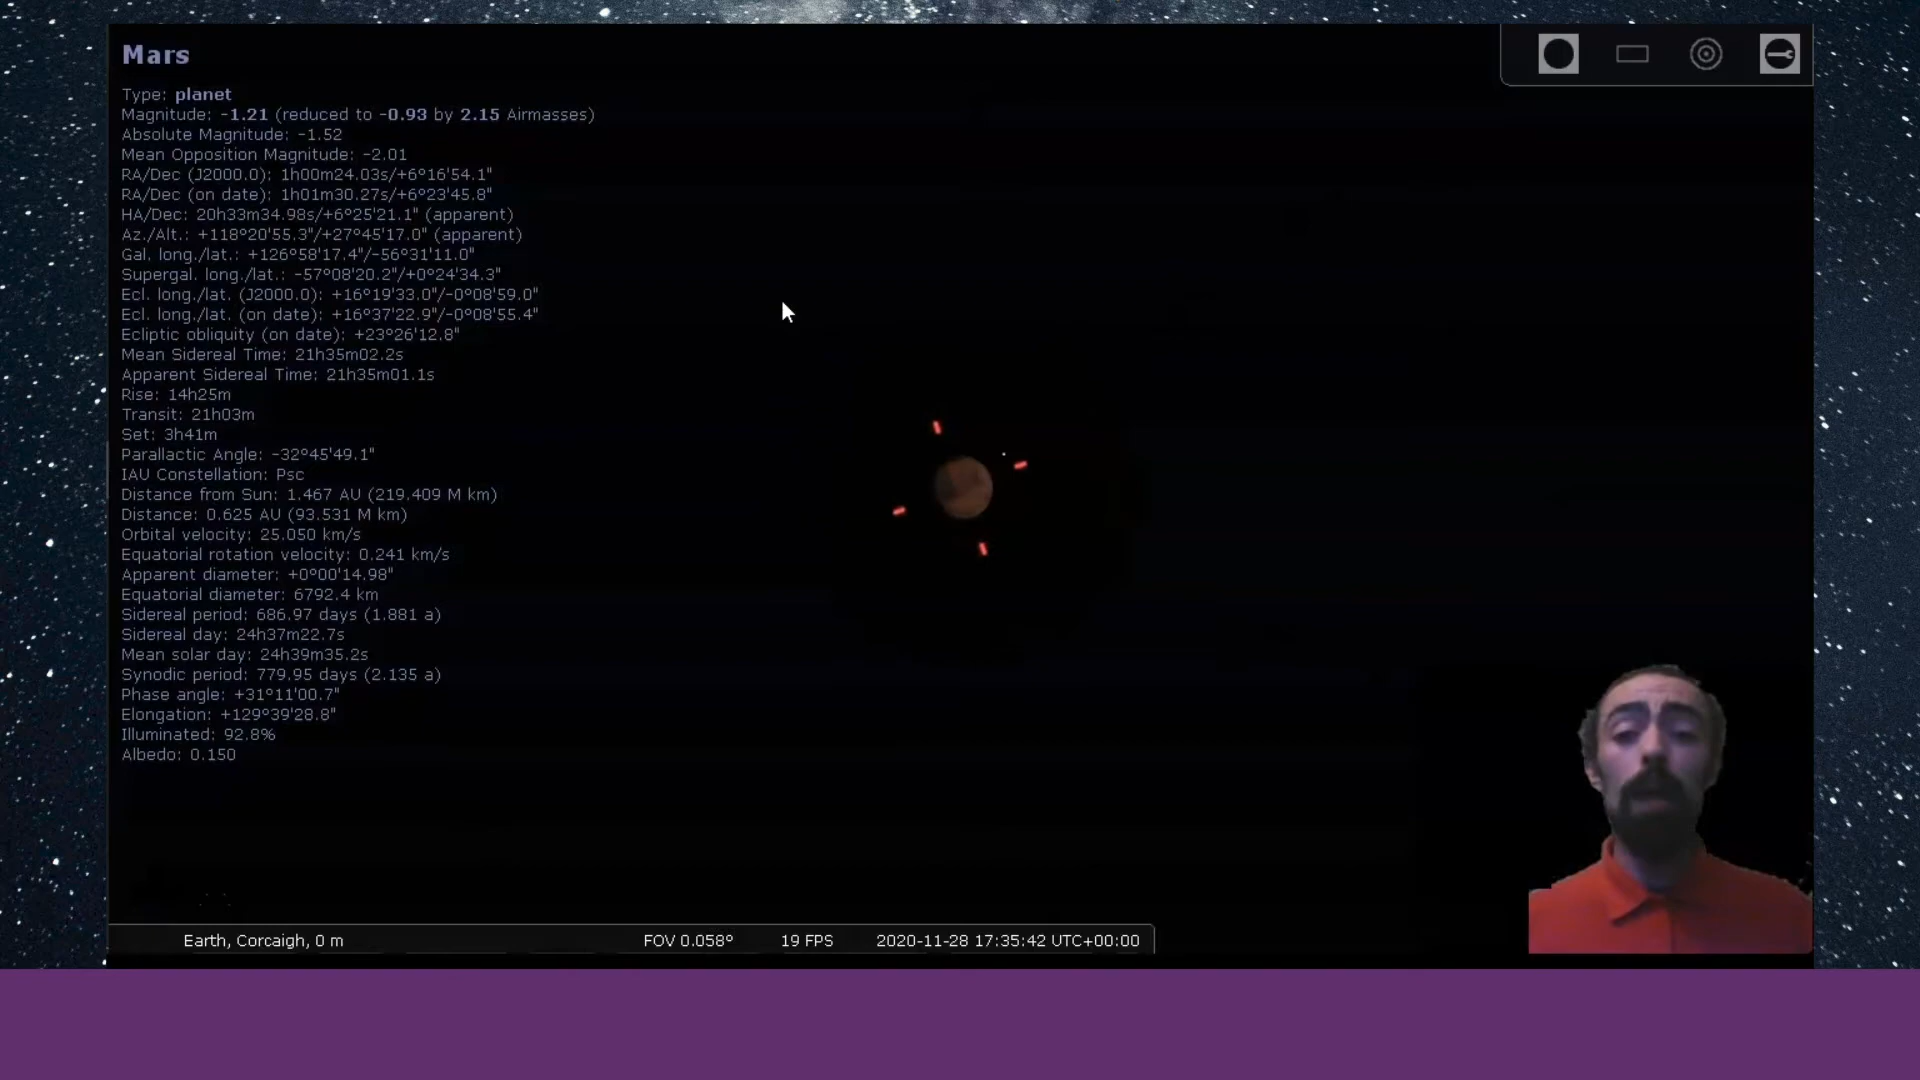 Mars
Type: planet
Magnitude: -1.21 (reduced to -0.93 by 2.15 Airmasses)
Absolute Magnitude: -1.52
Mean Opposition Magnitude: -2.01
RA/Dec (J2000.0): 1h00m24.03s/+6°16'54.1"
RA/Dec (on date): 1h01m30.27s/+6°23'45.8"
HA/Dec: 20h33m34.98s/+6°25'21.1" (apparent)
Az./Alt.: +118°20'55.3"/+27°45'17.0" (apparent)
Gal. long./lat.: +126°58'17.4"/-56°31'11.0"
Supergal. long./lat.: -57°08'20.2"/+0°24'34.3"
Ecl. long./lat. (J2000.0): +16°19'33.0"/-0°08'59.0"
Ecl. long./lat. (on date): +16°37'22.9"/-0°08'55.4"
Ecliptic obliquity (on date): +23°26'12.8"
Mean Sidereal Time: 21h35m02.2s
Apparent Sidereal Time: 21h35m01.1s
Rise: 14h25m
Transit: 21h03m
Set: 3h41m
Parallactic Angle: -32°45'49.1"
IAU Constellation: Psc
Distance from Sun: 1.467 AU (219.409 M km)
Distance: 0.625 AU (93.531 M km)
Orbital velocity: 25.050 km/s
Equatorial rotation velocity: 0.241 km/s
Apparent diameter: +0°00'14.98"
Equatorial diameter: 6792.4 km
Sidereal period: 686.97 days (1.881 a)
Sidereal day: 24h37m22.7s
Mean solar day: 24h39m35.2s
Synodic period: 779.95 days (2.135 a)
Phase angle: +31°11'00.7"
Elongation: +129°39'28.8"
Illuminated: 92.8%
Albedo: 0.150
Earth, Corcaigh, 0 m FOV 0.058° 19 FPS 2020-11-28 17:35:42 UTC+00:00